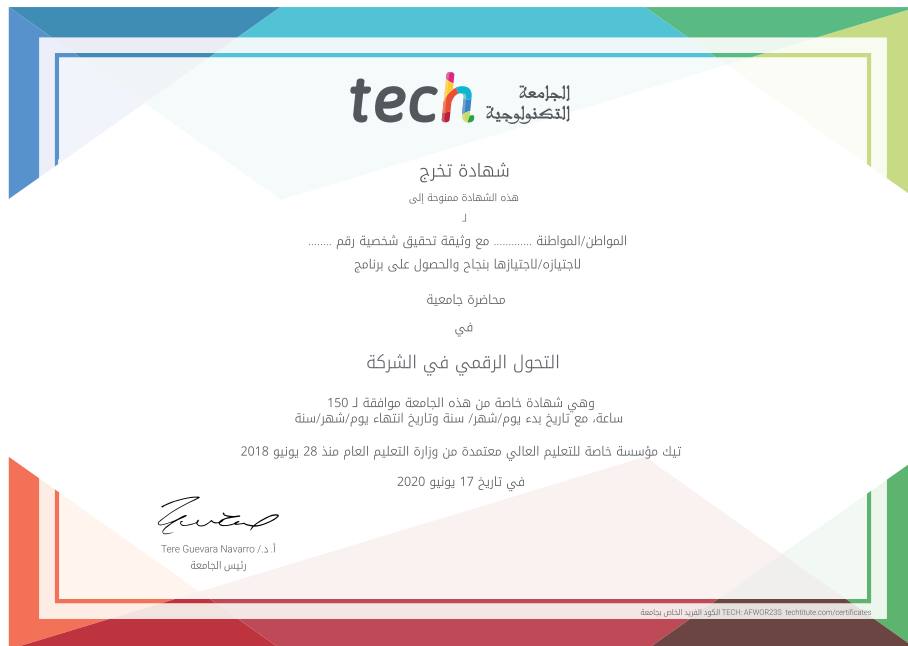 tech الجامعة
التكنولوجية
شهادة تخرج
هذه الشهادة ممنوحة إلى
لـ
المواطن/المواطنة ............ مع وثيقة تحقيق شخصية رقم ........
لاجتيازه/لاجتيازها بنجاح والحصول على برنامج
محاضرة جامعية
في
التحول الرقمي في الشركة
وهي شهادة خاصة من هذه الجامعة موافقة لـ 150
ساعة، مع تاريخ بدء يوم/شهر/ سنة وتاريخ انتهاء يوم/شهر/سنة
تيك مؤسسة خاصة للتعليم العالي معتمدة من وزارة التعليم العام منذ 28 يونيو 2018
في تاريخ 17 يونيو 2020
أ. د./ Tere Guevara Navarro
رئيس الجامعة
الكود الفريد الخاص بجامعة TECH: AFWOR23S techtitute.com/certificates